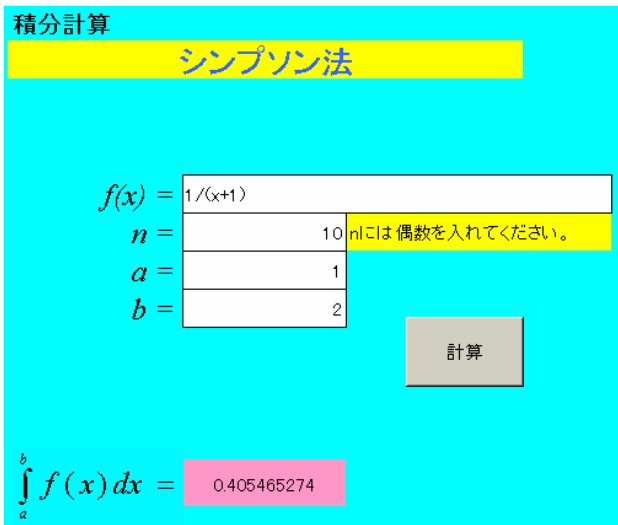 積分計算
シンプソン法
f(x) = 1/(x+1)
n = 10 nには偶数を入れてください。
a = 1
b = 2
計算
∫ₐᵇ f(x)dx = 0.405465274